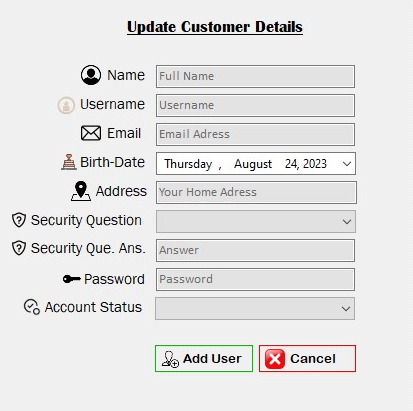 Update Customer Details
Name Full Name
Username Username
Email Email Adress
Birth-Date Thursday , August 24, 2023
Address Your Home Adress
Security Question
Security Que. Ans. Answer
Password Password
Account Status
Add User Cancel